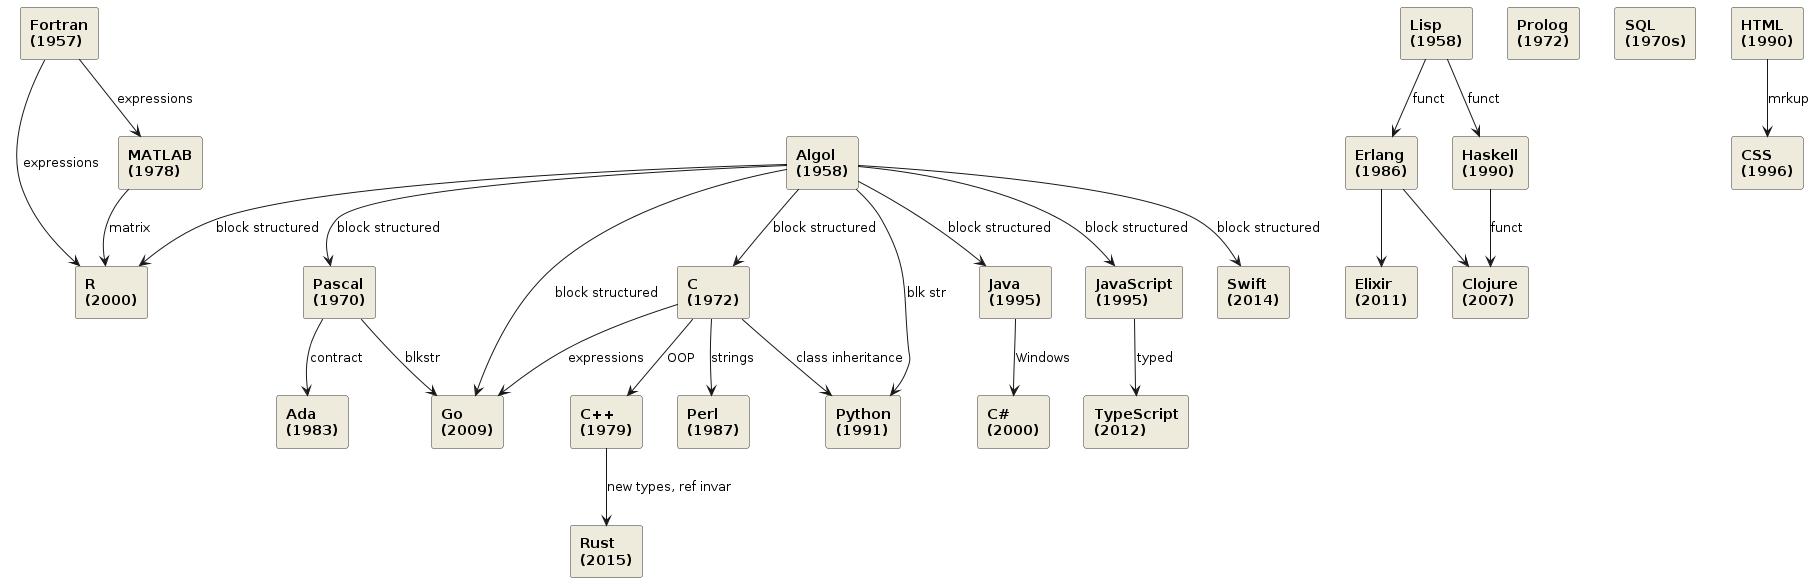 Fortran
(1957)
Lisp
(1958)
Prolog
(1972)
SQL
(1970s)
HTML
(1990)
expressions
funct
funct
mrkup
MATLAB
(1978)
Algol
(1958)
Erlang
(1986)
Haskell
(1990)
CSS
(1996)
expressions
matrix
block structured
block structured
block structured
block structured
block structured
block structured
funct
R
(2000)
Pascal
(1970)
block structured
C
(1972)
blk str
Java
(1995)
JavaScript
(1995)
Swift
(2014)
Elixir
(2011)
Clojure
(2007)
contract
blkstr
expressions
OOP
strings
class inheritance
Windows
typed
Ada
(1983)
Go
(2009)
C++
(1979)
Perl
(1987)
Python
(1991)
C#
(2000)
TypeScript
(2012)
new types, ref invar
Rust
(2015)